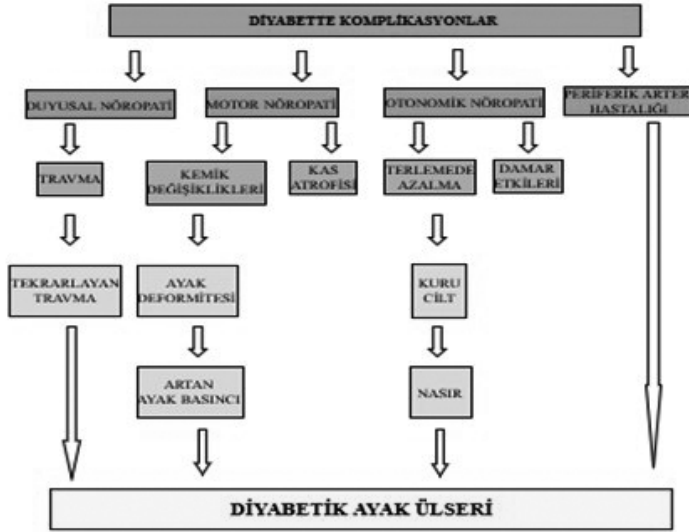 DİYABETTE KOMPLİKASYONLAR
DUYUSAL NÖROPATİ
MOTOR NÖROPATİ
OTONOMİK NÖROPATİ
PERİFERİK ARTER
HASTALIĞI
TRAVMA
KEMİK
DEĞİŞİKLİKLERİ
KAS
ATROFİSİ
TERLEMEDE
AZALMA
DAMAR
ETKİLERİ
TEKRARLAYAN
TRAVMA
AYAK
DEFORMİTESİ
KURU
CİLT
ARTAN
AYAK BASINCI
NASIR
DİYABETİK AYAK ÜLSERİ